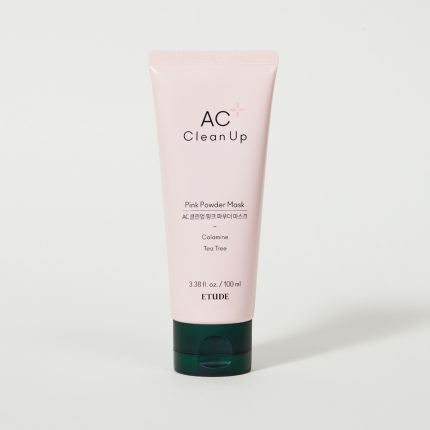 AC
Clean Up
Pink Powder Mask
AC 클린업 핑크 파우더 마스크
Calamine
Tea Tree
3.38 fl. oz. / 100 ml
ETUDE